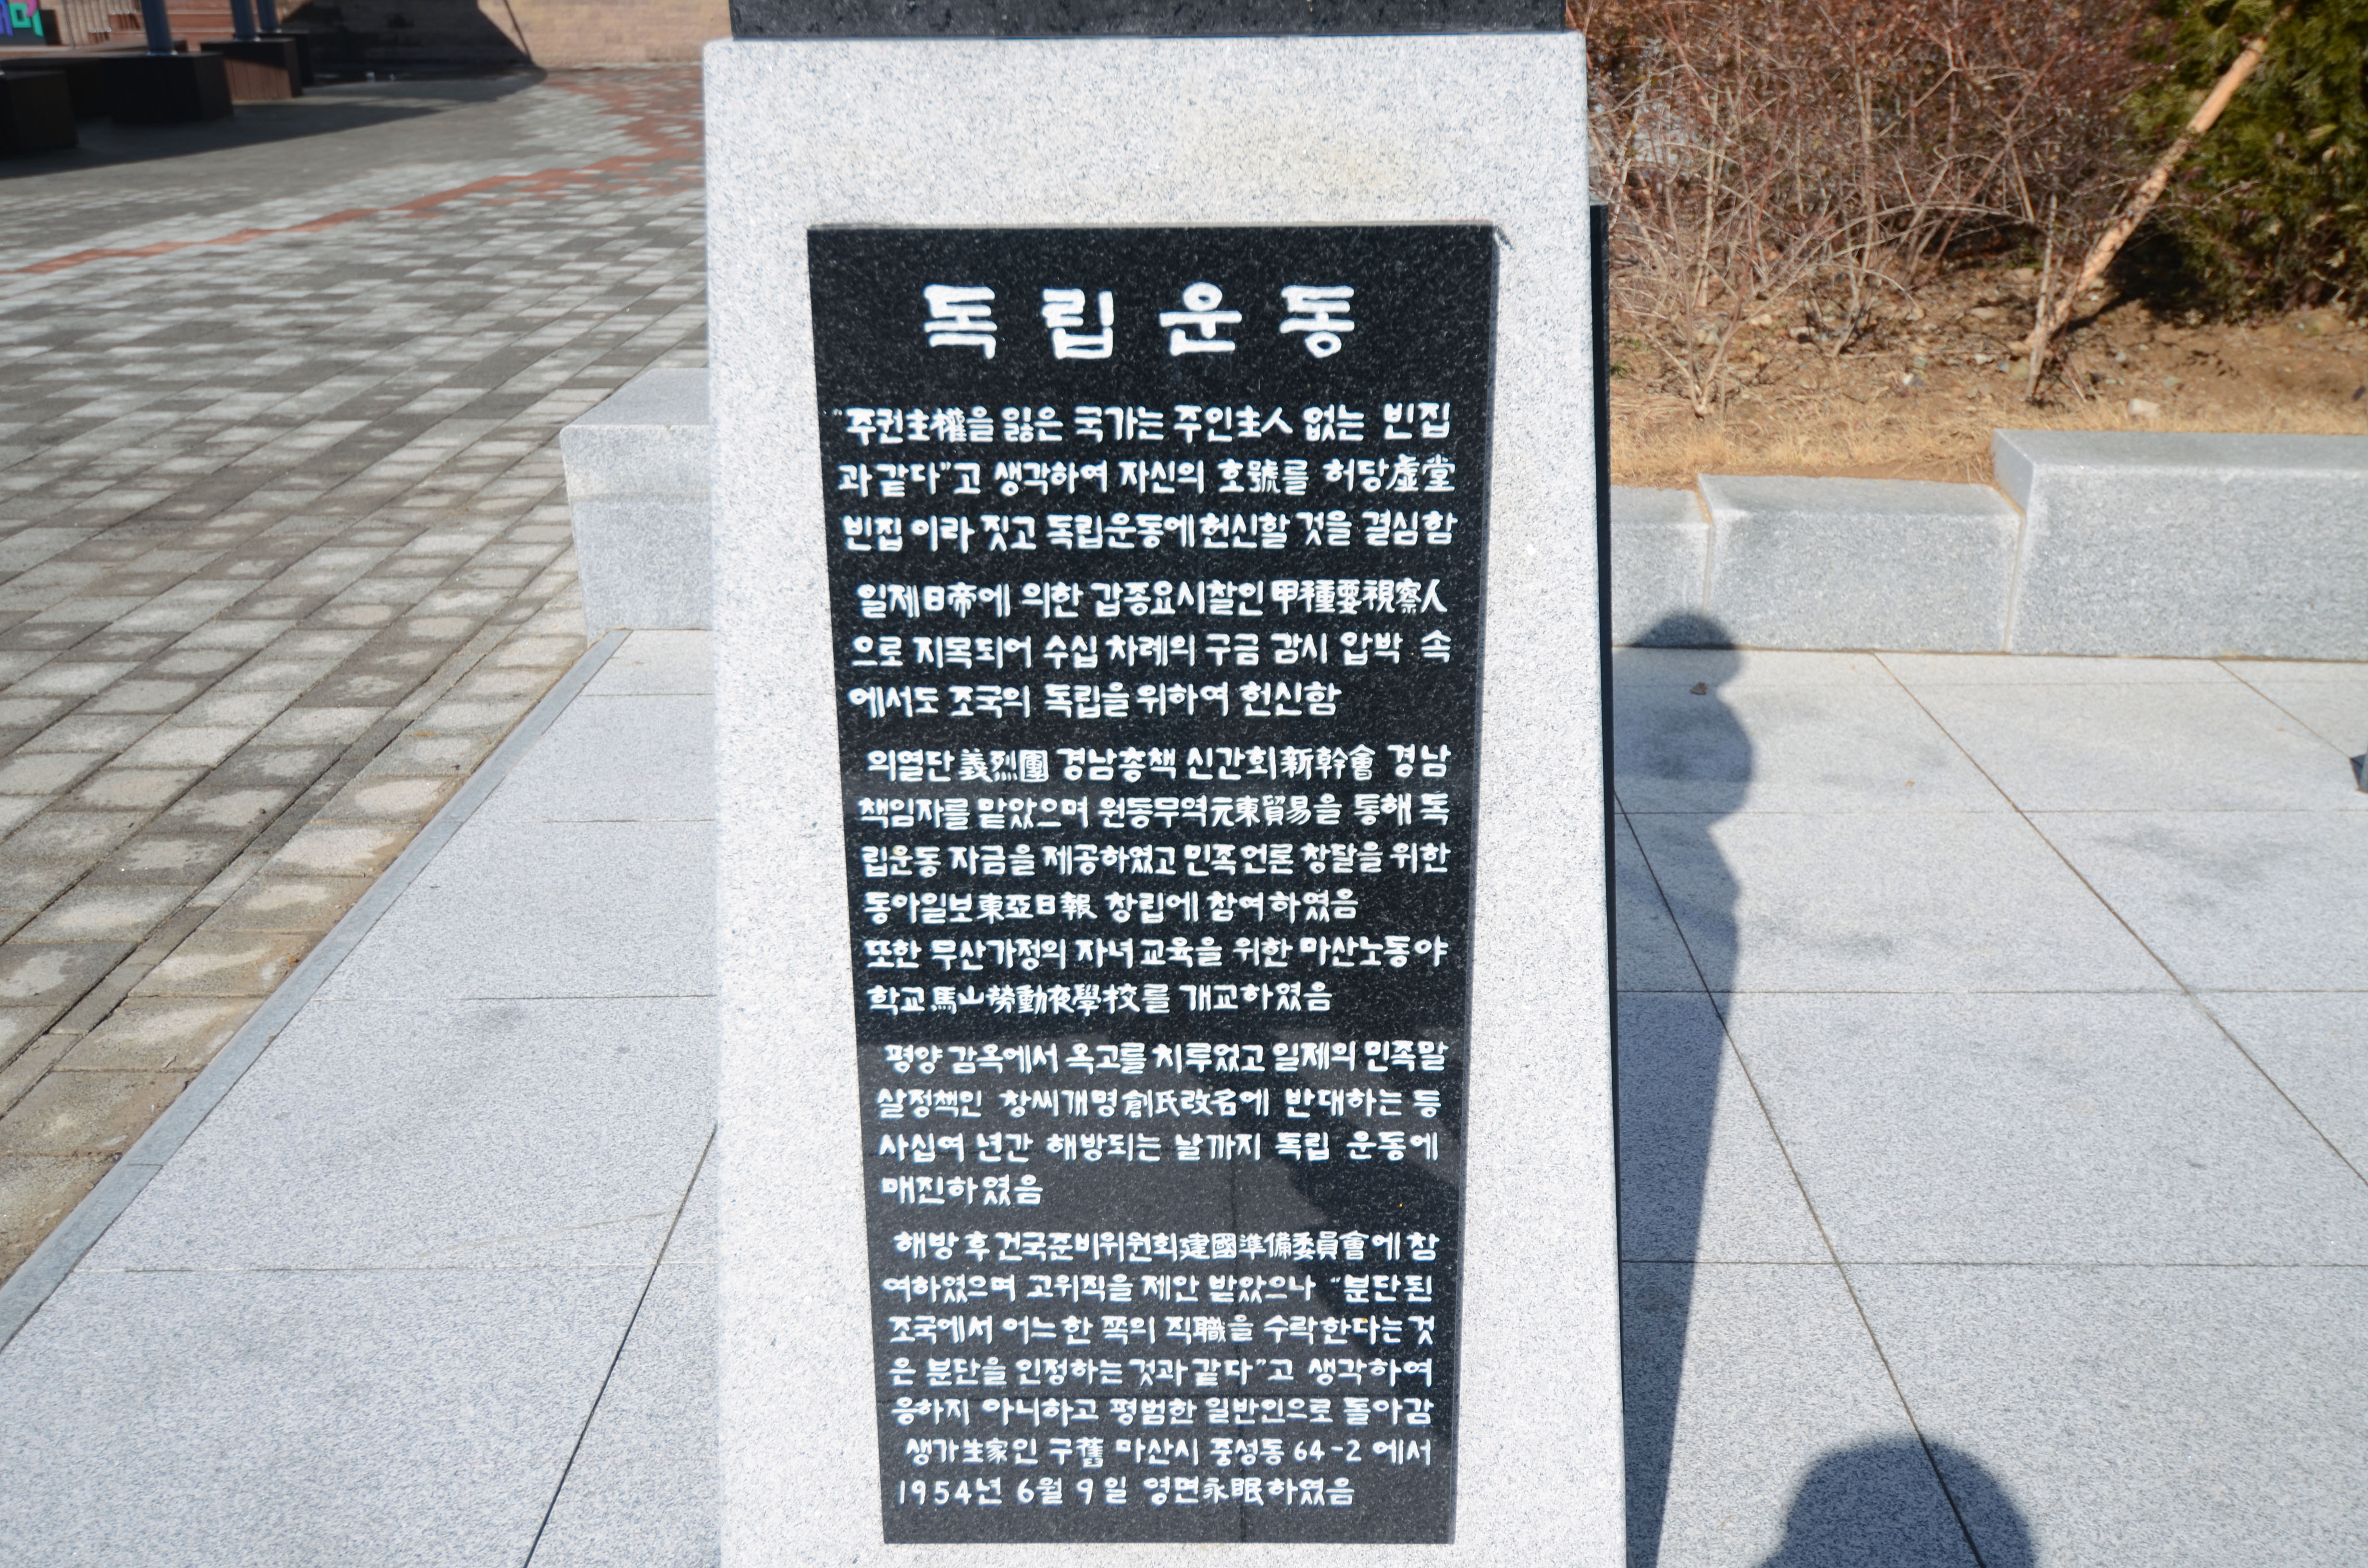 독립운동
"주권主權을 잃은 국가는 주인主人 없는 빈집
과 같다"고 생각하여 자신의 호號를 허당虛堂
빈집 이라 짓고 독립운동에 헌신할 것을 결심함
일제日帝에 의한 갑종요시찰인甲種要視察人
으로 지목되어 수십 차례의 구금 감시 압박 속
에서도 조국의 독립을 위하여 헌신함
의열단義烈團 경남총책 신간회新幹會 경남
책임자를 맡았으며 원동무역元東貿易을 통해 독
립운동 자금을 제공하였고 민족언론 창달을 위한
동아일보東亞日報 창립에 참여하였음
또한 무산가정의 자녀 교육을 위한 마산노동야
학교馬山勞動夜學校를 개교하였음
평양 감옥에서 옥고를 치루었고 일제의 민족말
살정책인 창씨개명創氏改名에 반대하는 등
사십여 년간 해방되는 날까지 독립 운동에
매진하였음
해방 후 건국준비위원회建國準備委員會에 참
여하였으며 고위직을 제안 받았으나 "분단된
조국에서 어느한 쪽의 직職을 수락한다는 것
은 분단을 인정하는 것과 같다"고 생각하여
응하지 아니하고 평범한 일반인으로 돌아감
생가生家인 구舊 마산시 중성동 64-2 에서
1954년 6월 9일 영면永眠하였음